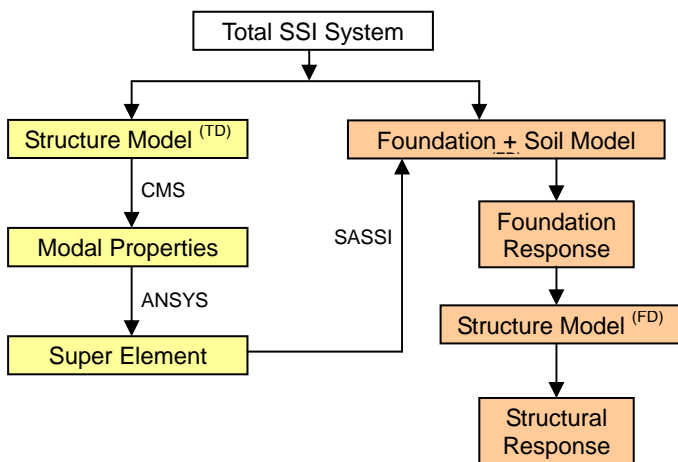 Total SSI System
Structure Model (TD)
Foundation + Soil Model
CMS
Modal Properties
SASSI
Foundation
Response
ANSYS
Structure Model (FD)
Super Element
Structural
Response